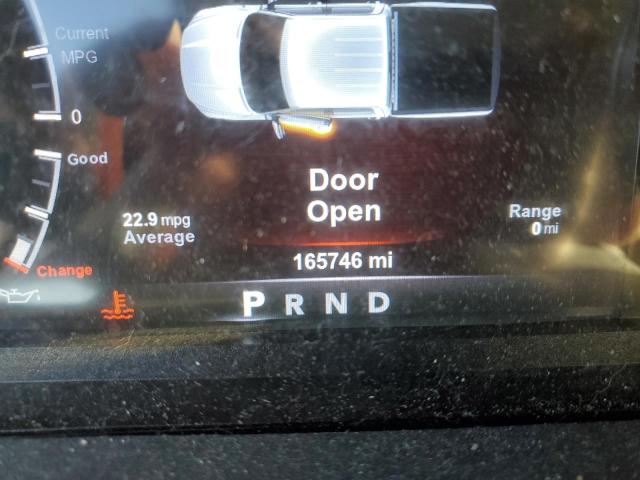 Current
MPG
0
Good
Door
Open
22.9 mpg
Average
Range
0 mi
Change
165746 mi
P R N D